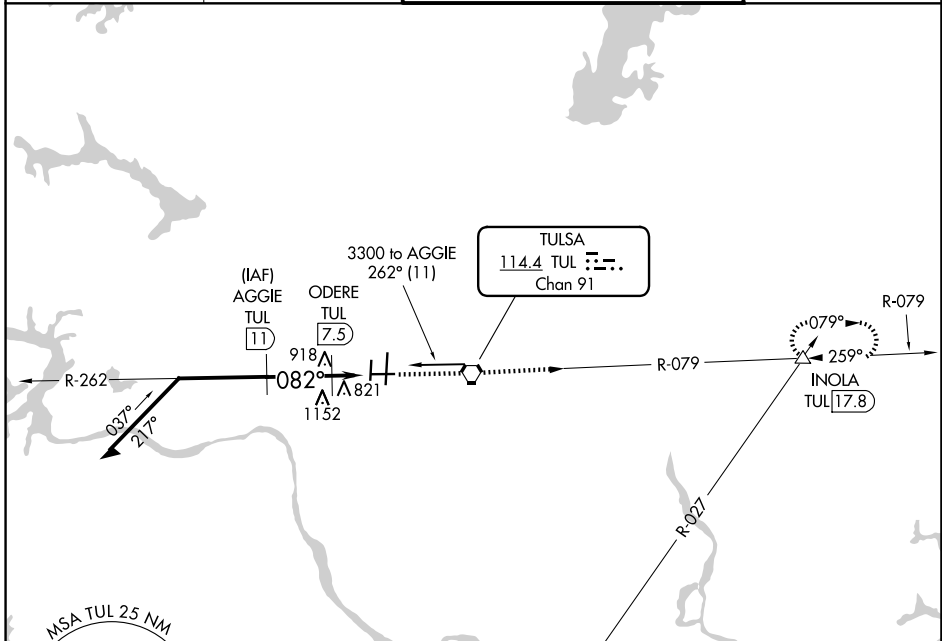 TULSA
114.4 TUL
Chan 91
3300 to AGGIE
262° (11)
(IAF)
AGGIE
TUL
11
ODERE
TUL
7.5
R-079
079°
259°
INOLA
TUL 17.8
R-079
918
R-262
082°
821
1152
037°
217°
R-027
MSA TUL 25 NM